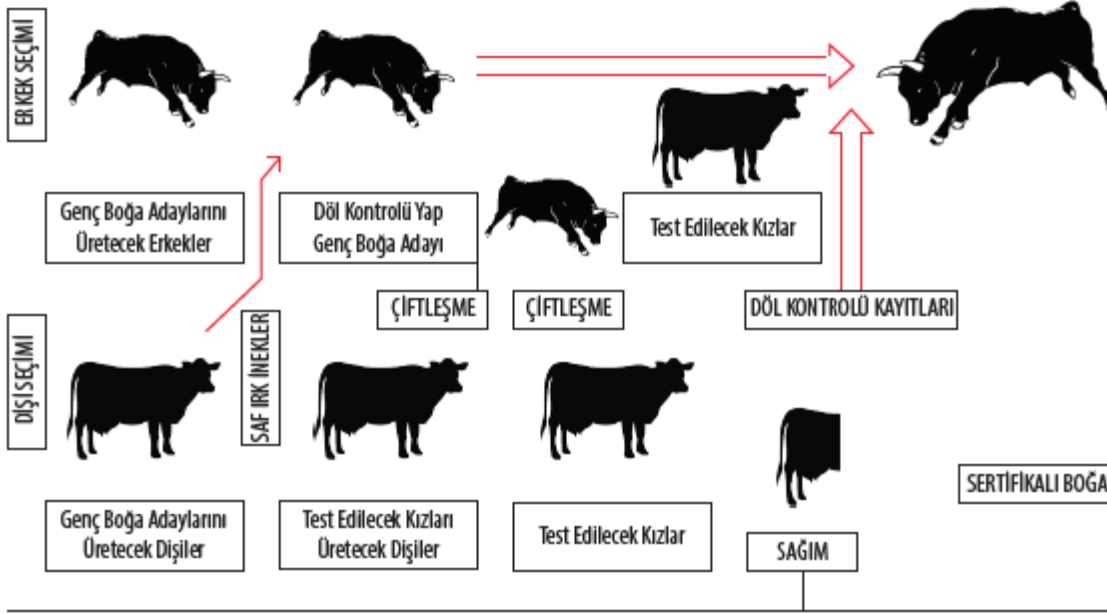 ERKEK SEÇİMİ
Genç Boğa Adaylarını
Üretecek Erkekler
Döl Kontrolü Yap
Genç Boğa Adayı
Test Edilecek Kızlar
ÇİFTLEŞME
ÇİFTLEŞME
DÖL KONTROLÜ KAYITLARI
DİŞİ SEÇİMİ
SAF IRK İNEKLER
Genç Boğa Adaylarını
Üretecek Dişiler
Test Edilecek Kızları
Üretecek Dişiler
Test Edilecek Kızlar
SAĞIM
SERTİFİKALI BOĞA